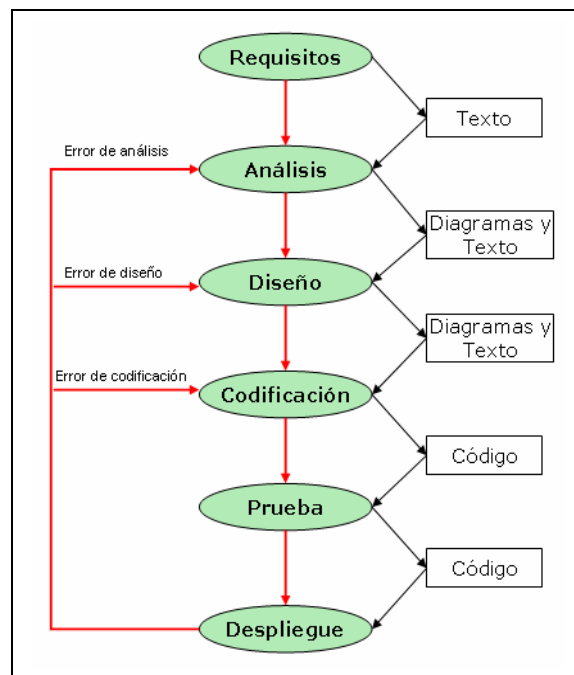 Requisitos
Texto
Error de análisis
Análisis
Diagramas y
Texto
Error de diseño
Diseño
Diagramas y
Texto
Error de codificación
Codificación
Código
Prueba
Código
Despliegue